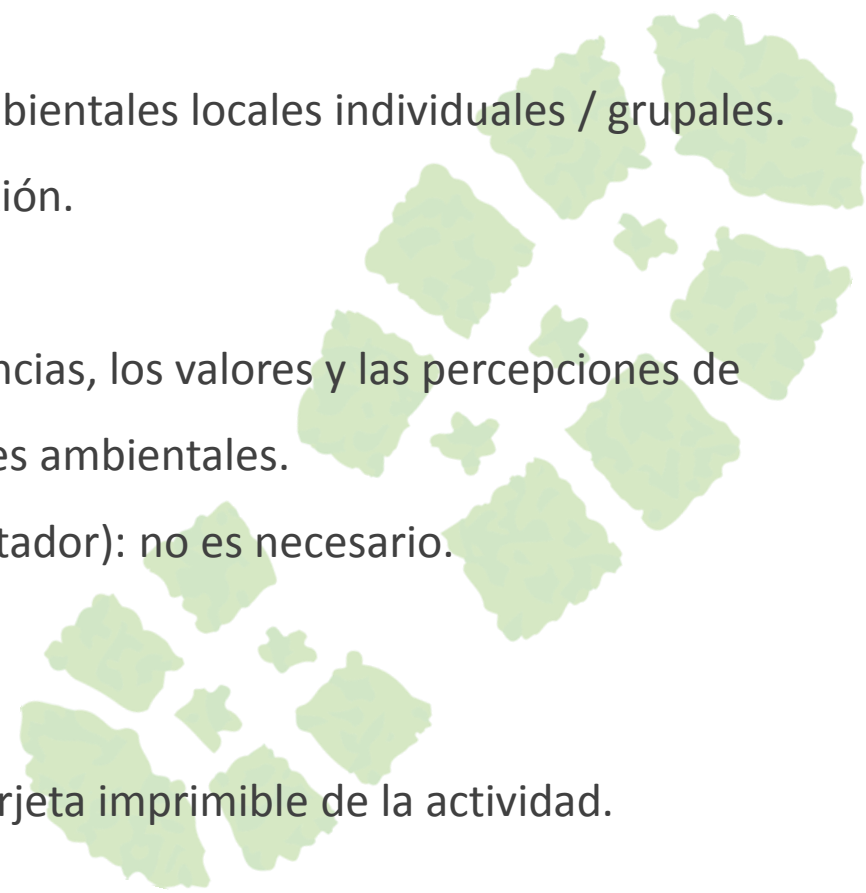 bientales locales individuales / grupales.
ión.
ncias, los valores y las percepciones de
es ambientales.
tador): no es necesario.
rjeta imprimible de la actividad.